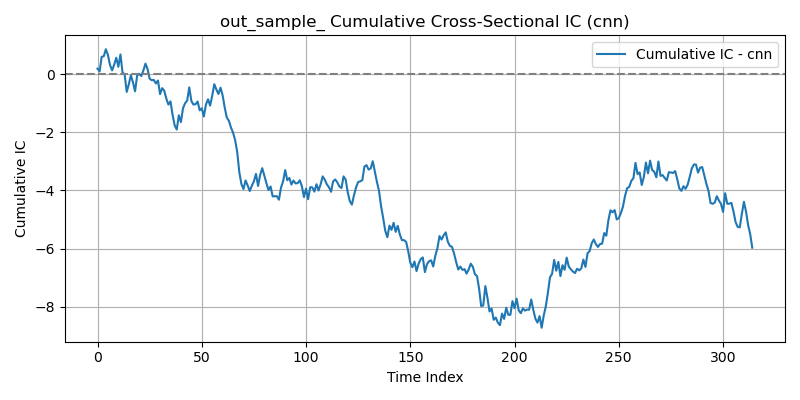 out_sample_ Cumulative Cross-Sectional IC (cnn)
Cumulative IC - cnn
Cumulative IC
0
−2
−4
−6
−8
0 50 100 150 200 250 300
Time Index